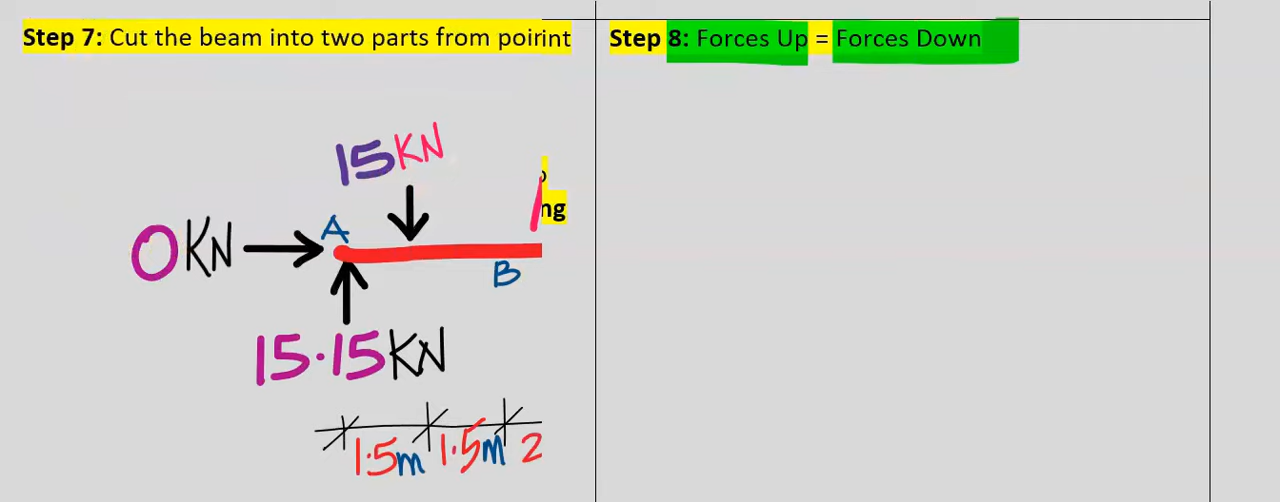 Step 7: Cut the beam into two parts from poirint
Step 8: Forces Up = Forces Down
15KN
ng
A
0KN
B
15.15KN
1.5m 1.5m 2